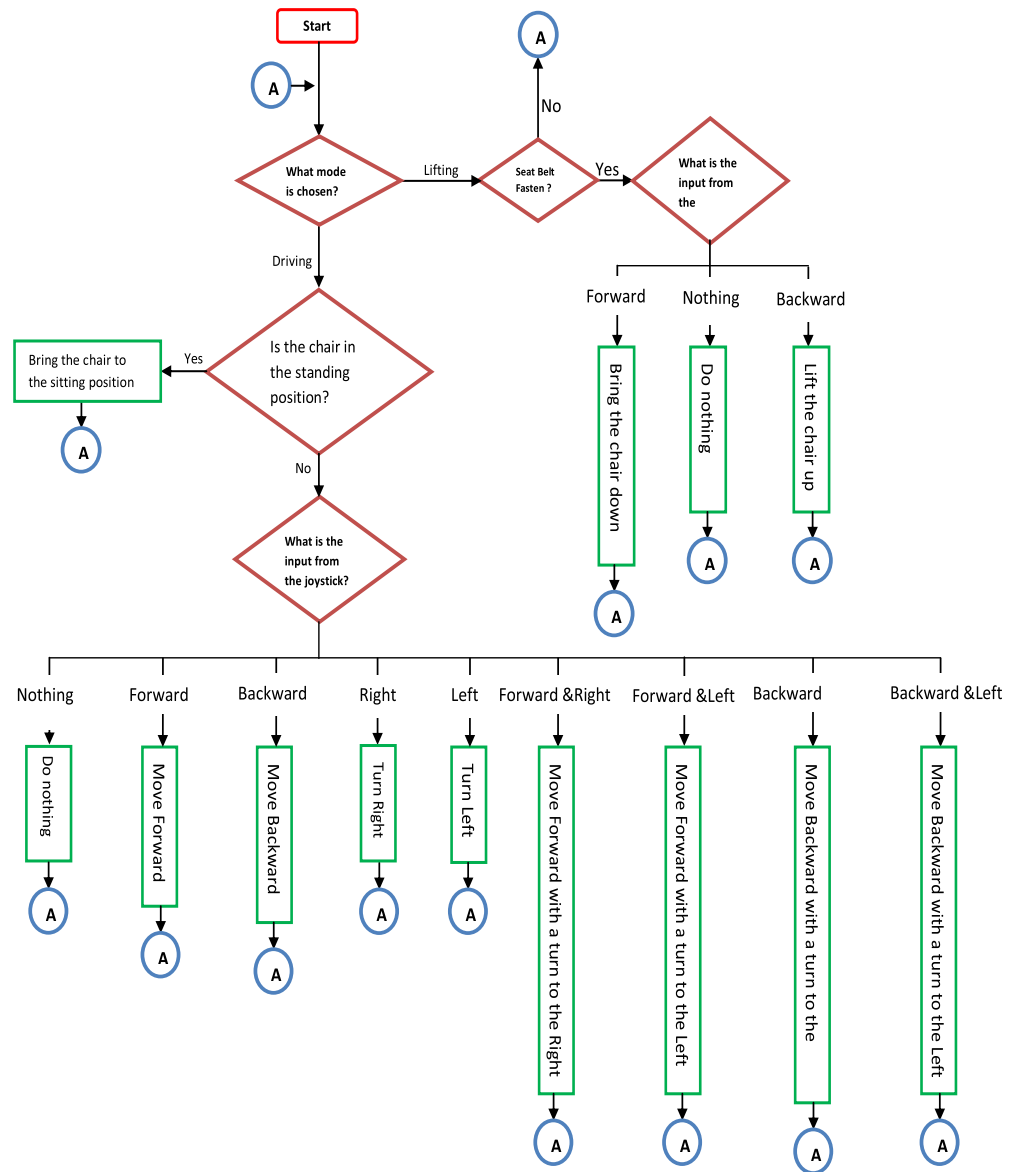 Start
A
A
No
What mode
is chosen?
Lifting
Seat Belt
Fasten ?
Yes
What is the
input from
the
Driving
Forward
Nothing
Backward
Is the chair in
the standing
position?
Yes
Bring the chair to
the sitting position
A
Bring the chair down
Do nothing
Lift the chair up
A
A
A
No
What is the
input from
the joystick?
Nothing
Forward
Backward
Right
Left
Forward &Right
Forward &Left
Backward
Backward &Left
Do nothing
Move Forward
Move Backward
Turn Right
Turn Left
Move Forward with a turn to the Right
Move Forward with a turn to the Left
Move Backward with a turn to the
Move Backward with a turn to the Left
A
A
A
A
A
A
A
A
A